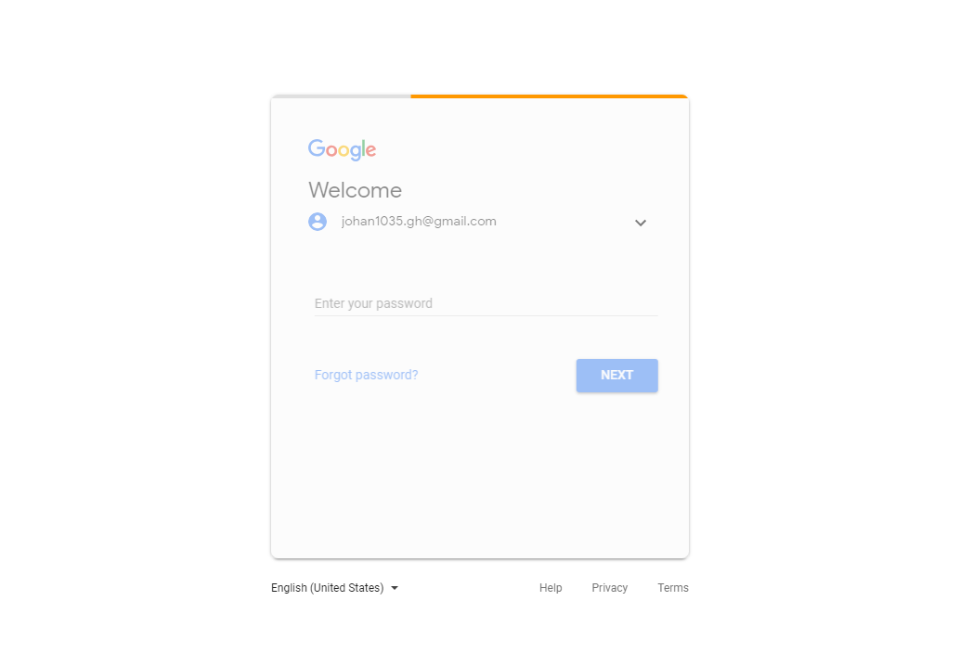 Google
Welcome
johan1035.gh@gmail.com
Enter your password
Forgot password? NEXT
English (United States) Help Privacy Terms